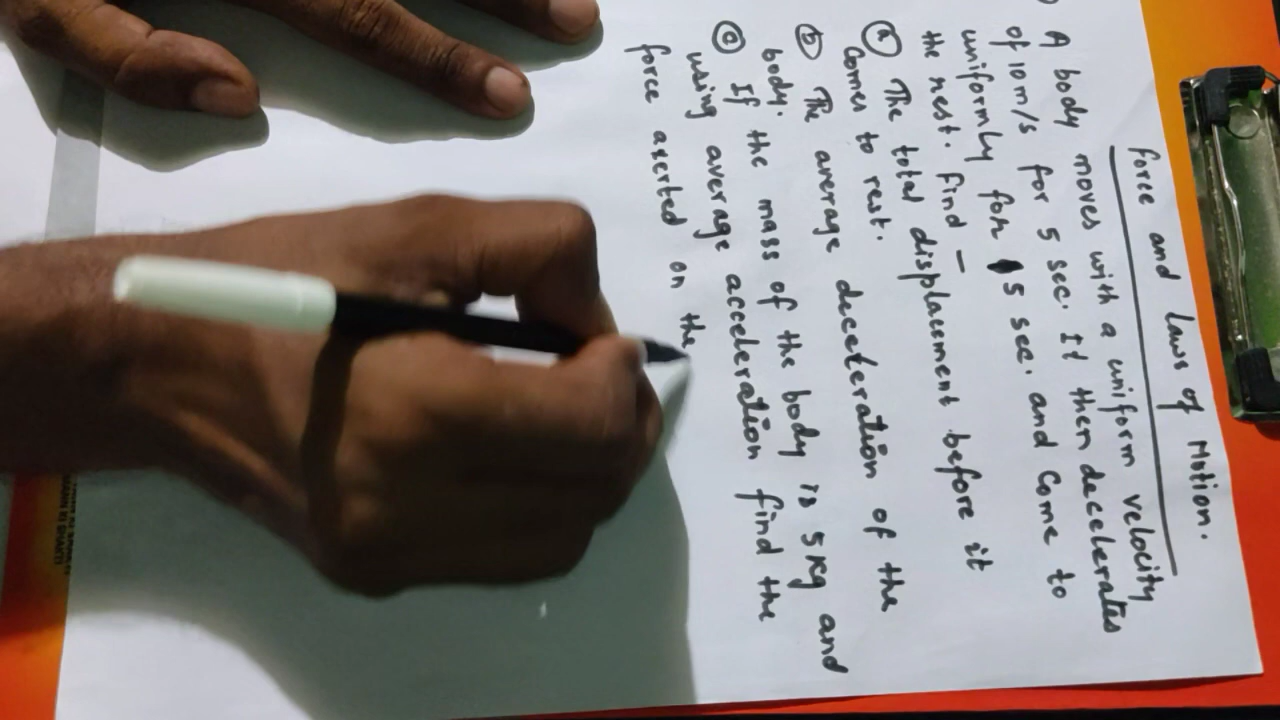 Force and Laws of Motion.
A body moves with a uniform velocity
of 10 m/s for 5 sec. It then decelerates
uniformly for 5 sec. and Come to
the rest. find -
(a) The total displacement before it
Comes to rest.
(b) The average deceleration of the
body.
(c) If the mass of the body is 5 Kg and
using average acceleration find the
force exerted on the